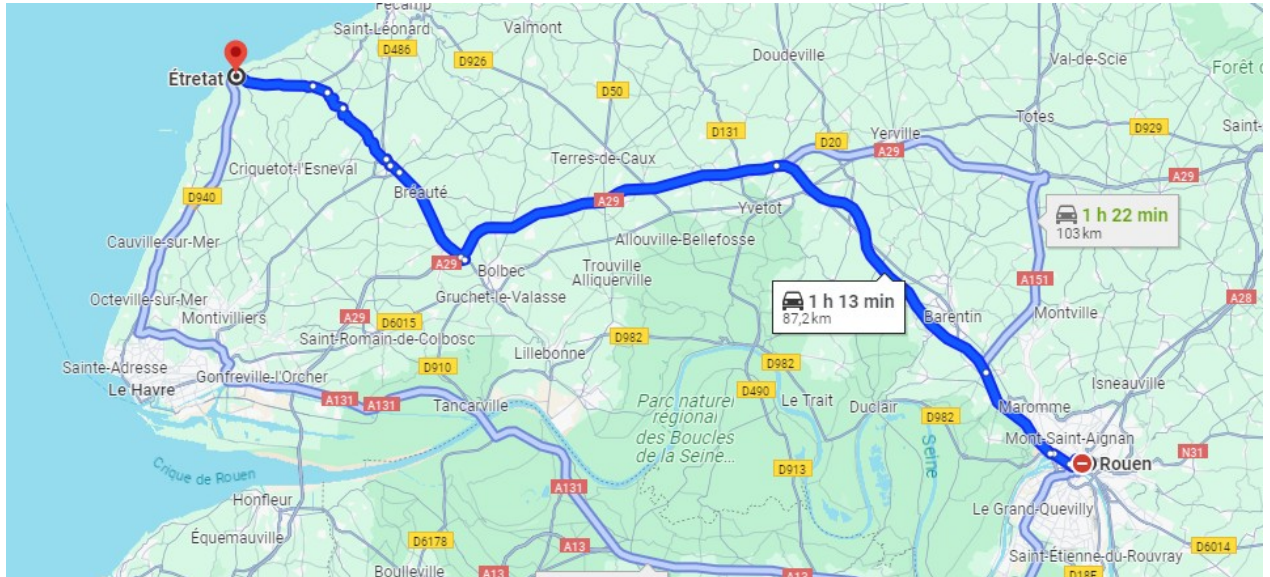 Fécamp
Saint-Léonard
Valmont
D486
Doudeville
Val-de-Scie
Forêt d
Étretat
D926
D50
D131
D20
Yerville
Totes
D929
Saint-
Criquetot-l'Esneval
Terres-de-Caux
A29
A29
D940
Bréauté
A29
Yvetot
1 h 22 min
103 km
Cauville-sur-Mer
Allouville-Bellefosse
A29
Bolbec
Trouville
Alliquerville
A151
Octeville-sur-Mer
Gruchet-le-Valasse
1 h 13 min
87,2 km
A28
Montivilliers
A29
D6015
Barentin
Montville
Saint-Romain-de-Colbosc
D982
Sainte-Adresse
Lillebonne
D910
D982
Le Havre
Gonfreville-l'Orcher
Isneauville
D490
A131
A131
Tancarville
Parc naturel
régional
des Boucles
de la Seine...
Le Trait
Duclair
D982
Maromme
Mont-Saint-Aignan
Seine
N31
Crique de Rouen
D913
Rouen
A131
Honfleur
Le Grand-Quevilly
Équemauville
D6178
A13
D6014
Saint-Étienne-du-Rouvray
Boulleville
A13
A13
D18E